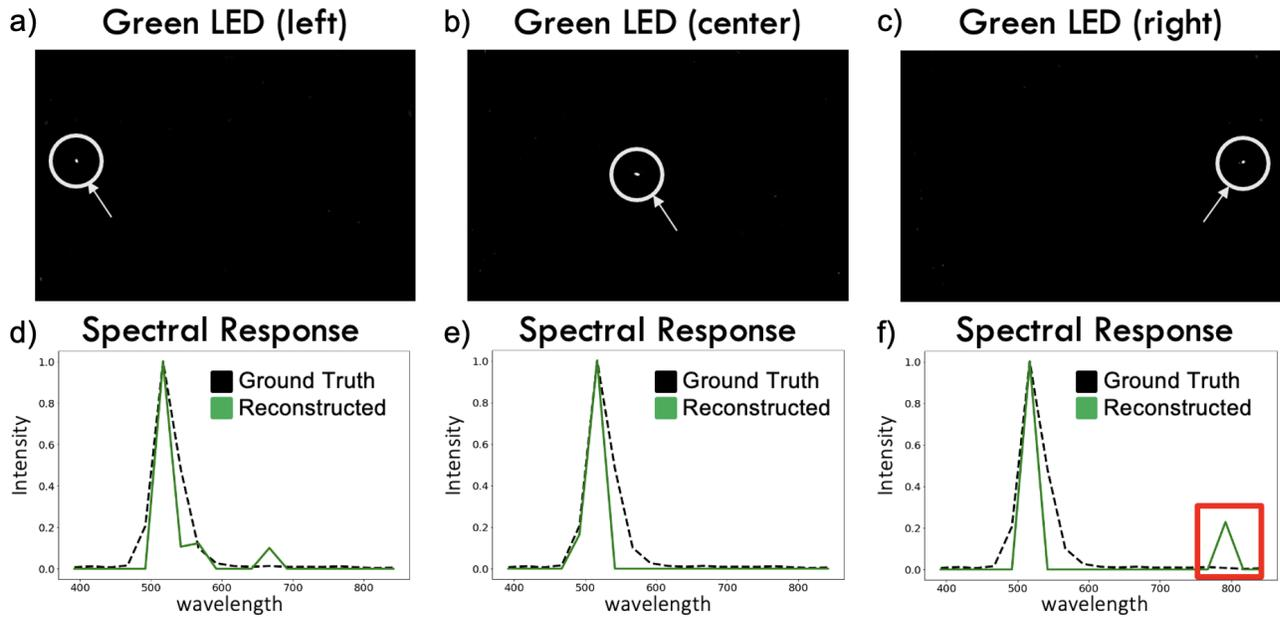 a) Green LED (left)
b) Green LED (center)
c) Green LED (right)
d) Spectral Response
Intensity
1.0
0.8
0.6
0.4
0.2
0.0
Ground Truth
Reconstructed
400 500 600 700 800
wavelength
e) Spectral Response
Intensity
1.0
0.8
0.6
0.4
0.2
0.0
Ground Truth
Reconstructed
400 500 600 700 800
wavelength
f) Spectral Response
Intensity
1.0
0.8
0.6
0.4
0.2
0.0
Ground Truth
Reconstructed
400 500 600 700 800
wavelength